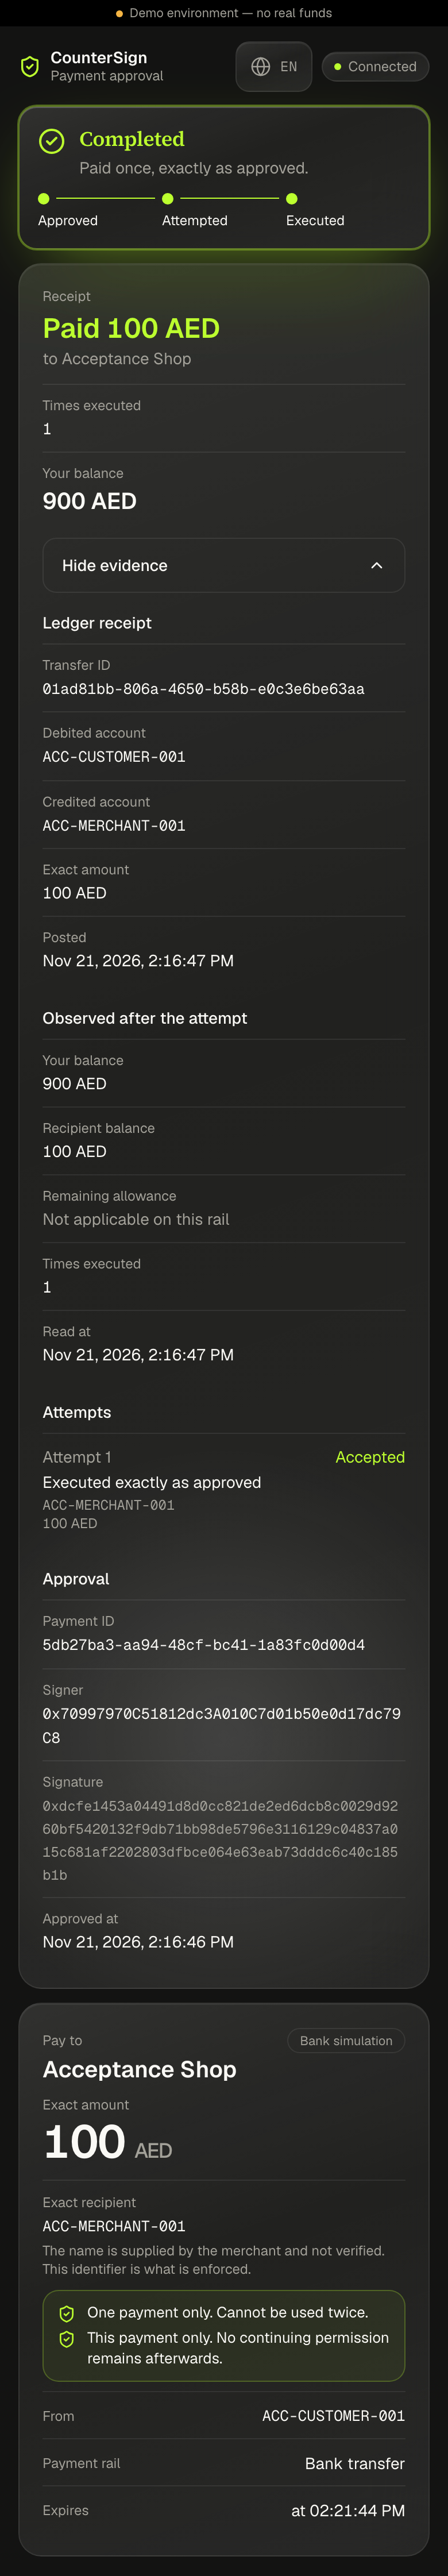 Demo environment — no real funds
CounterSign
Payment approval
EN
Connected
Completed
Paid once, exactly as approved.
Approved
Attempted
Executed
Receipt
Paid 100 AED
to Acceptance Shop
Times executed
1
Your balance
900 AED
Hide evidence
Ledger receipt
Transfer ID
01ad81bb-806a-4650-b58b-e0c3e6be63aa
Debited account
ACC-CUSTOMER-001
Credited account
ACC-MERCHANT-001
Exact amount
100 AED
Posted
Nov 21, 2026, 2:16:47 PM
Observed after the attempt
Your balance
900 AED
Recipient balance
100 AED
Remaining allowance
Not applicable on this rail
Times executed
1
Read at
Nov 21, 2026, 2:16:47 PM
Attempts
Attempt 1 Accepted
Executed exactly as approved
ACC-MERCHANT-001
100 AED
Approval
Payment ID
5db27ba3-aa94-48cf-bc41-1a83fc0d00d4
Signer
0x70997970C51812dc3A010C7d01b50e0d17dc79
C8
Signature
0xdcfe1453a04491d8d0cc821de2ed6dcb8c0029d92
60bf5420132f9db71bb98de5796e3116129c04837a0
15c681af2202803dfbce064e63eab73dddc6c40c185
b1b
Approved at
Nov 21, 2026, 2:16:46 PM
Pay to
Bank simulation
Acceptance Shop
Exact amount
100 AED
Exact recipient
ACC-MERCHANT-001
The name is supplied by the merchant and not verified.
This identifier is what is enforced.
One payment only. Cannot be used twice.
This payment only. No continuing permission
remains afterwards.
From ACC-CUSTOMER-001
Payment rail Bank transfer
Expires at 02:21:44 PM